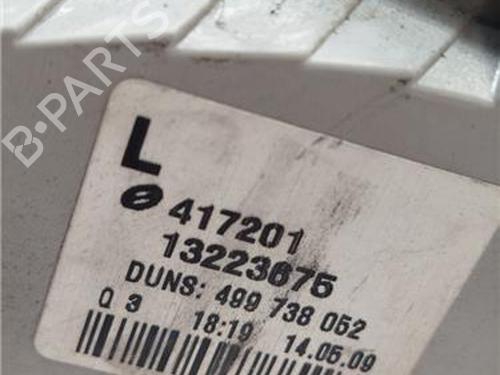 B-PARTS
L
417201
13223675
DUNS: 499 738 052
Q 3 18:19 14.05.09